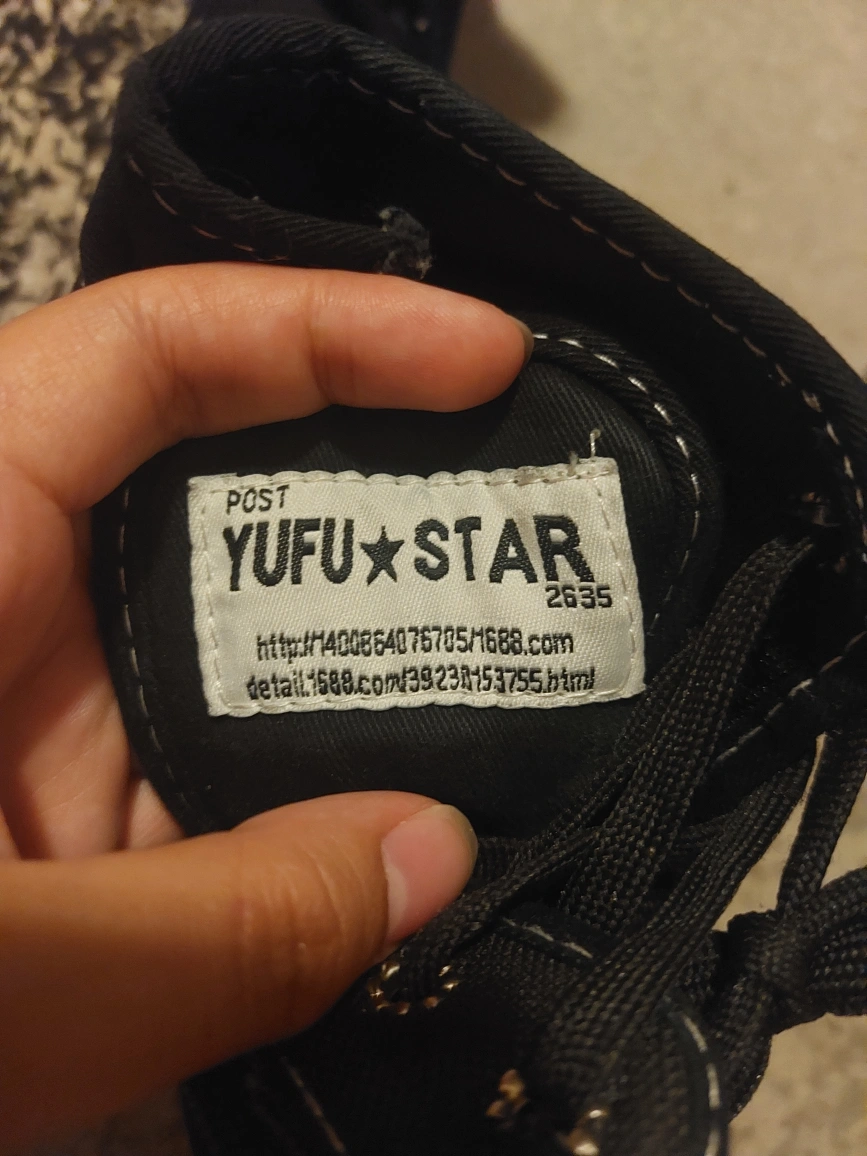 POST
YUFU★STAR
2635
http://1400864076705/1688.com
detail.1688.com/39230153755.html